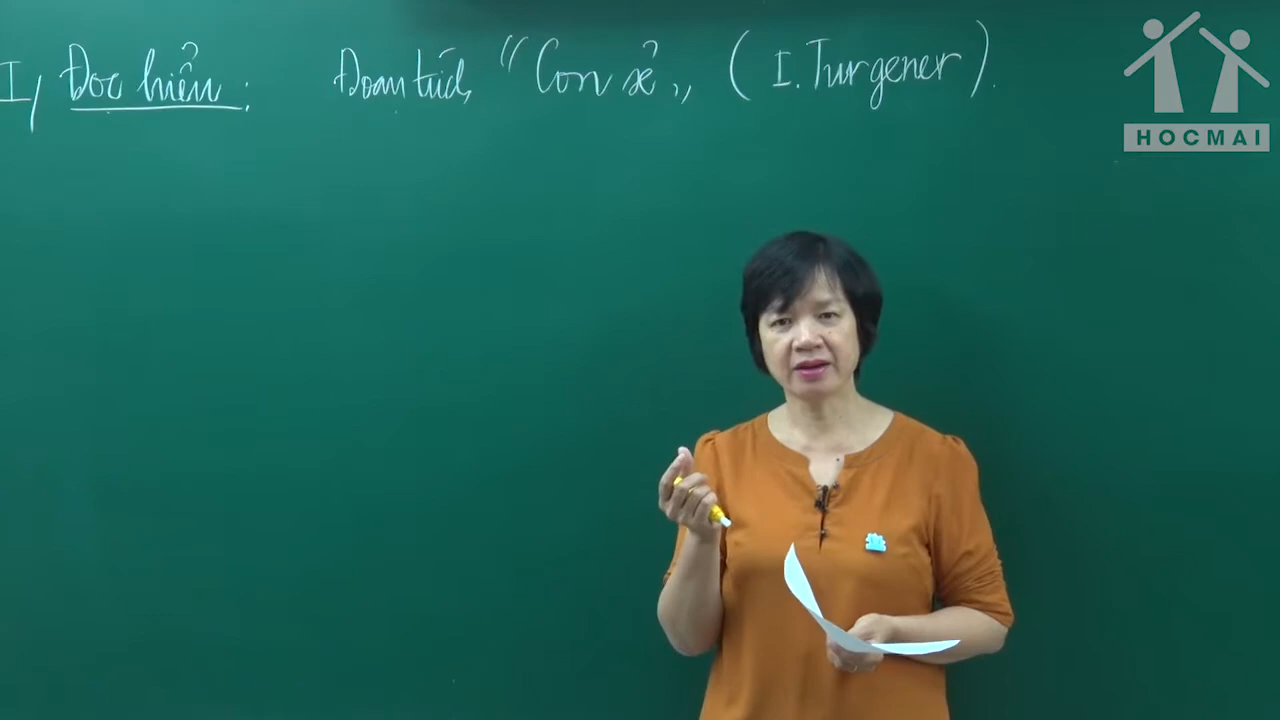 I, Đọc hiểu: Đoạn trích "Con sẻ" (I. Turgener).
HOCMAI